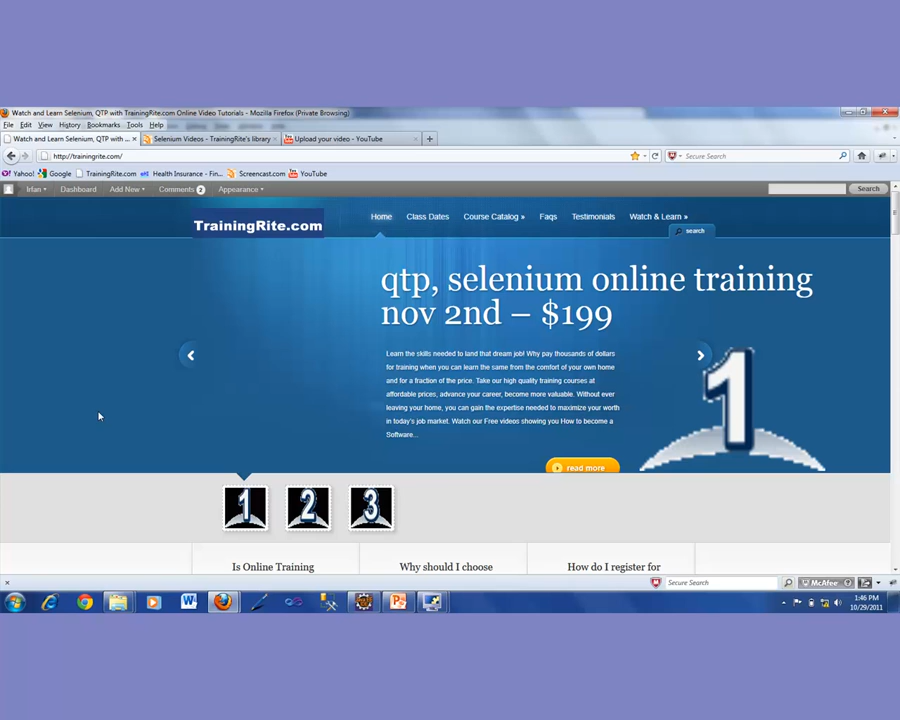 Watch and Learn Selenium, QTP with TrainingRite.com Online Video Tutorials - Mozilla Firefox (Private Browsing)
File Edit View History Bookmarks Tools Help
Watch and Learn Selenium, QTP with ... × Selenium Videos - TrainingRite's library × You Tube Upload your video - YouTube × +
http://trainingrite.com/ Secure Search
Y! Yahoo! Google TrainingRite.com Health Insurance - Fin... Screencast.com YouTube
Irfan Dashboard Add New Comments 2 Appearance Search
TrainingRite.com Home Class Dates Course Catalog » Faqs Testimonials Watch & Learn »
search
qtp, selenium online training
nov 2nd – $199
Learn the skills needed to land that dream job! Why pay thousands of dollars
for training when you can learn the same from the comfort of your own home
and for a fraction of the price. Take our high quality training courses at
affordable prices, advance your career, become more valuable. Without ever
leaving your home, you can gain the expertise needed to maximize your worth
in today's job market. Watch our Free videos showing you How to become a
Software...
1
read more
1 2 3
Is Online Training Why should I choose How do I register for
× Secure Search McAfee
1:46 PM
10/29/2011